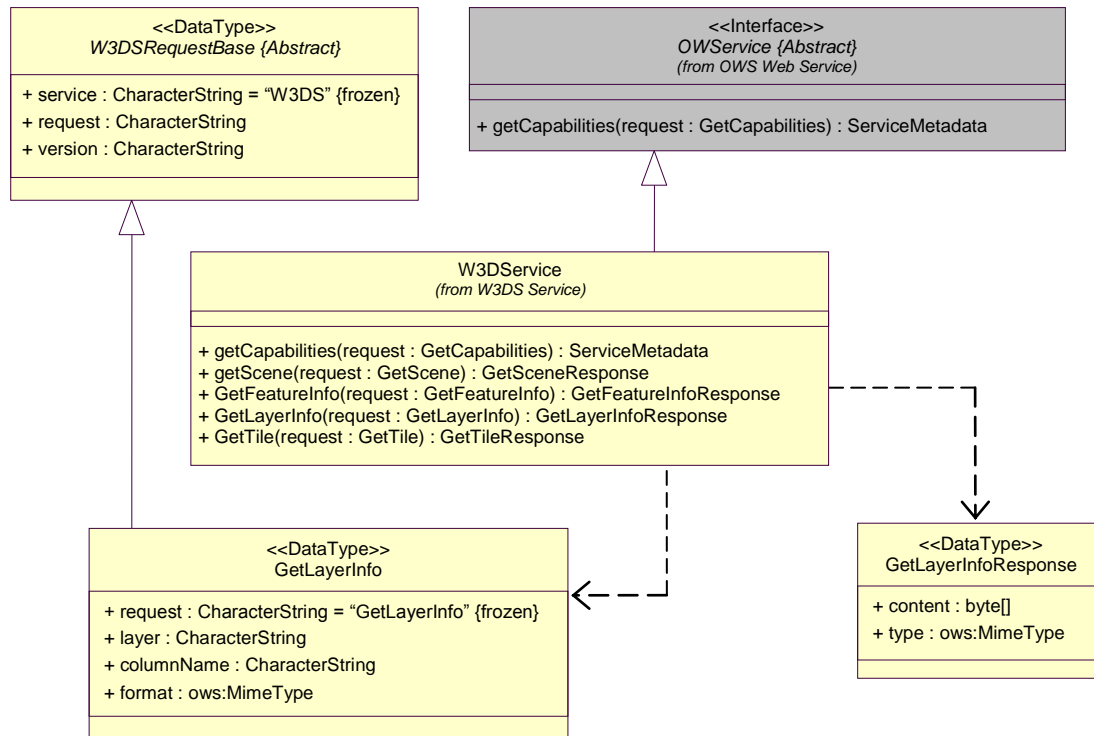 <<DataType>>
W3DSRequestBase {Abstract}
+ service : CharacterString = “W3DS” {frozen}
+ request : CharacterString
+ version : CharacterString
<<Interface>>
OWService {Abstract}
(from OWS Web Service)
+ getCapabilities(request : GetCapabilities) : ServiceMetadata
W3DService
(from W3DS Service)
+ getCapabilities(request : GetCapabilities) : ServiceMetadata
+ getScene(request : GetScene) : GetSceneResponse
+ GetFeatureInfo(request : GetFeatureInfo) : GetFeatureInfoResponse
+ GetLayerInfo(request : GetLayerInfo) : GetLayerInfoResponse
+ GetTile(request : GetTile) : GetTileResponse
<<DataType>>
GetLayerInfo
+ request : CharacterString = “GetLayerInfo” {frozen}
+ layer : CharacterString
+ columnName : CharacterString
+ format : ows:MimeType
<<DataType>>
GetLayerInfoResponse
+ content : byte[]
+ type : ows:MimeType